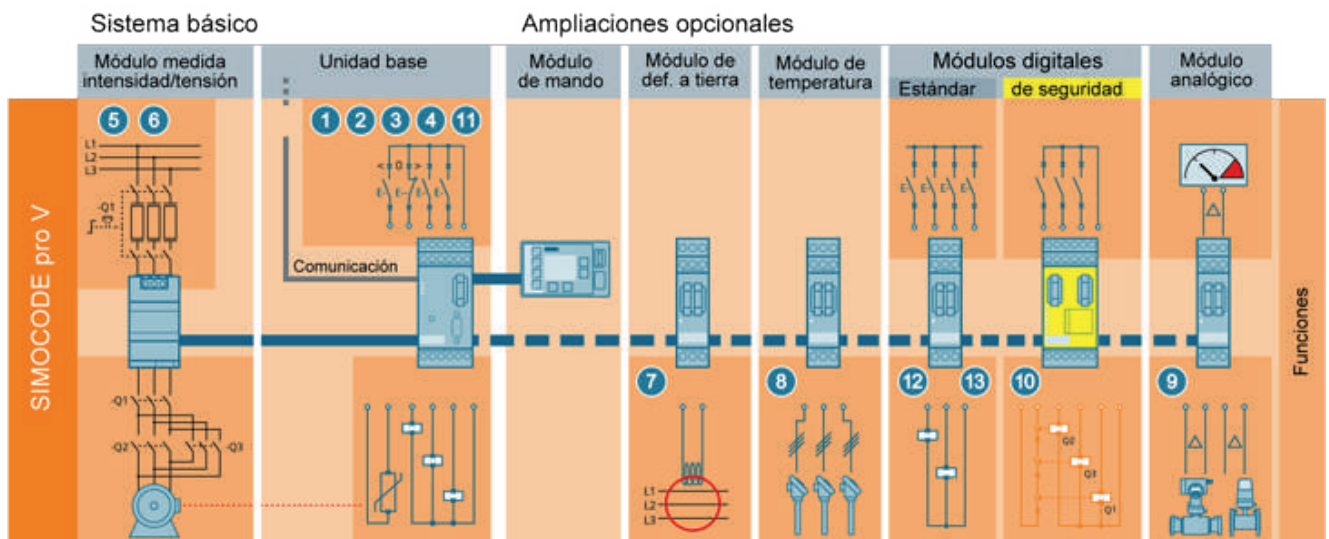 Sistema básico
Ampliaciones opcionales
Módulo medida
intensidad/tensión
Unidad base
Módulo
de mando
Módulo de
def. a tierra
Módulo de
temperatura
Módulos digitales
Estándar
de seguridad
Módulo
analógico
SIMOCODE pro V
5 6
1 2 3 4 11
L1
L2
L3
-Q1
< 0 >
E- E- E- E-
E- E- E- E-
Comunicación
7
8
12 13
10
9
-Q1
-Q2
-Q3
L1
L2
L3
Q2
Q3
Q1
Funciones